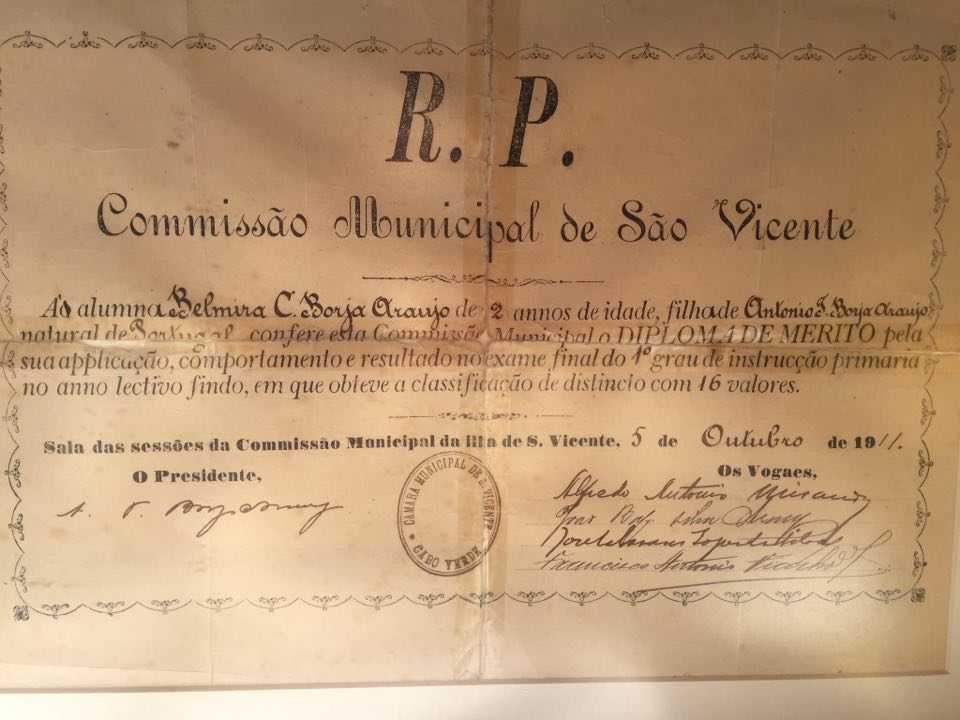 R. P.
Commissão Municipal de São Vicente
Á alumna Belmira C. Borja Araujo de 2 annos de idade, filha de Antonio F. Borja Araujo
natural de Portugal confere esta Commissão Municipal o DIPLOMA DE MERITO pela
sua applicação, comportamento e resultado no exame final do 1º grau de instrucção primaria
no anno lectivo findo, em que obteve a classificação de distincto com 16 valores.
Sala das sessões da Commissão Municipal da Ilha de S. Vicente, 5 de Outubro de 1911.
O Presidente,
Os Vogaes,
CAMARA MUNICIPAL DE S. VICENTE
CABO VERDE
Alfredo Antonio
Francisco Antonio